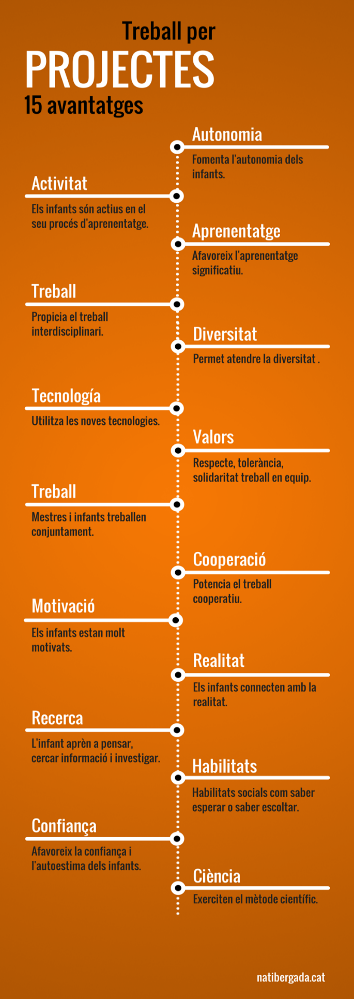 Treball per
PROJECTES
15 avantatges
Autonomia
Fomenta l'autonomia dels
infants.
Activitat
Els infants són actius en el
seu procés d'aprenentatge.
Aprenentatge
Afavoreix l'aprenentatge
significatiu.
Treball
Propicia el treball
interdisciplinari.
Diversitat
Permet atendre la diversitat .
Tecnología
Utilitza les noves tecnologies.
Valors
Respecte, tolerància,
solidaritat treball en equip.
Treball
Mestres i infants treballen
conjuntament.
Cooperació
Potencia el treball
cooperatiu.
Motivació
Els infants estan molt
motivats.
Realitat
Els infants connecten amb la
realitat.
Recerca
L'infant aprèn a pensar,
cercar informació i investigar.
Habilitats
Habilitats socials com saber
esperar o saber escoltar.
Confiança
Afavoreix la confiança i
l'autoestima dels infants.
Ciència
Exerciten el mètode científic.
natibergada.cat